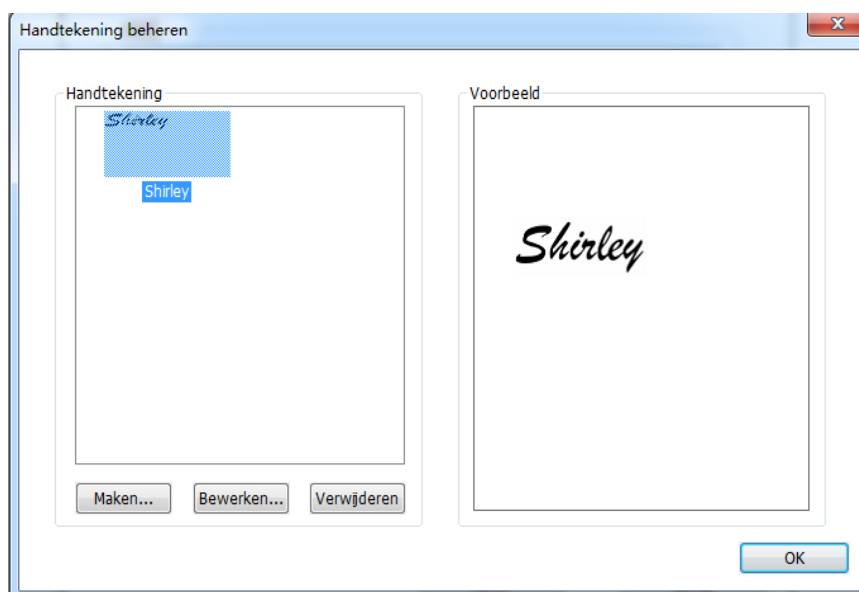 Handtekening beheren
Handtekening
Shirley
Shirley
Maken...
Bewerken...
Verwijderen
Voorbeeld
Shirley
OK